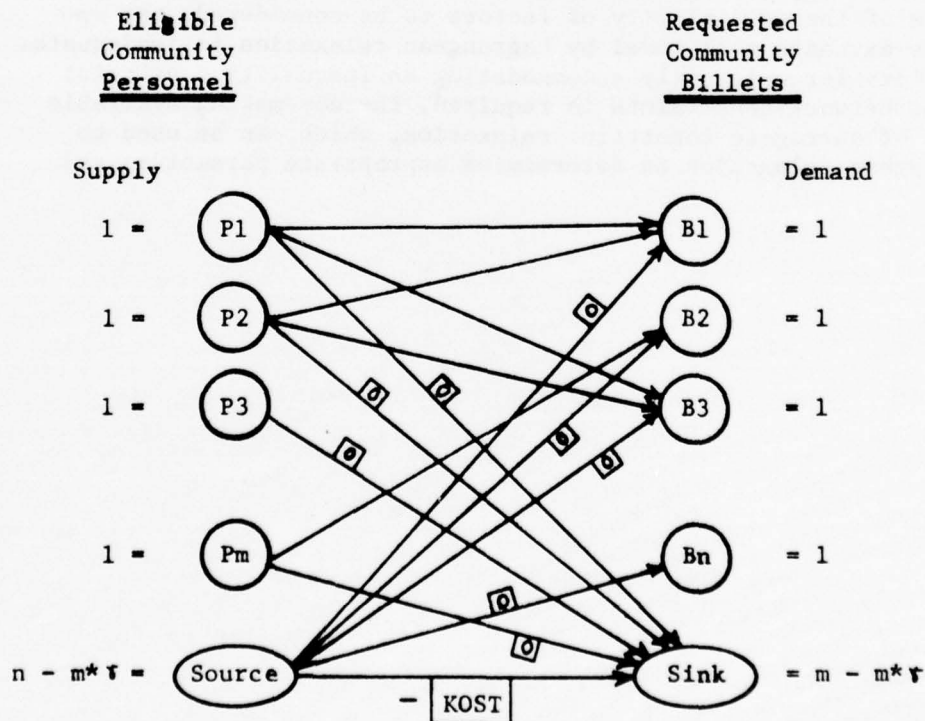 Eligible Community Personnel
Requested Community Billets
Supply
Demand
1 = P1
B1 = 1
1 = P2
B2 = 1
1 = P3
B3 = 1
1 = Pm
Bn = 1
n - m*γ = Source
Sink = m - m*γ
0
0
0
0
0
0
0
0
- KOST